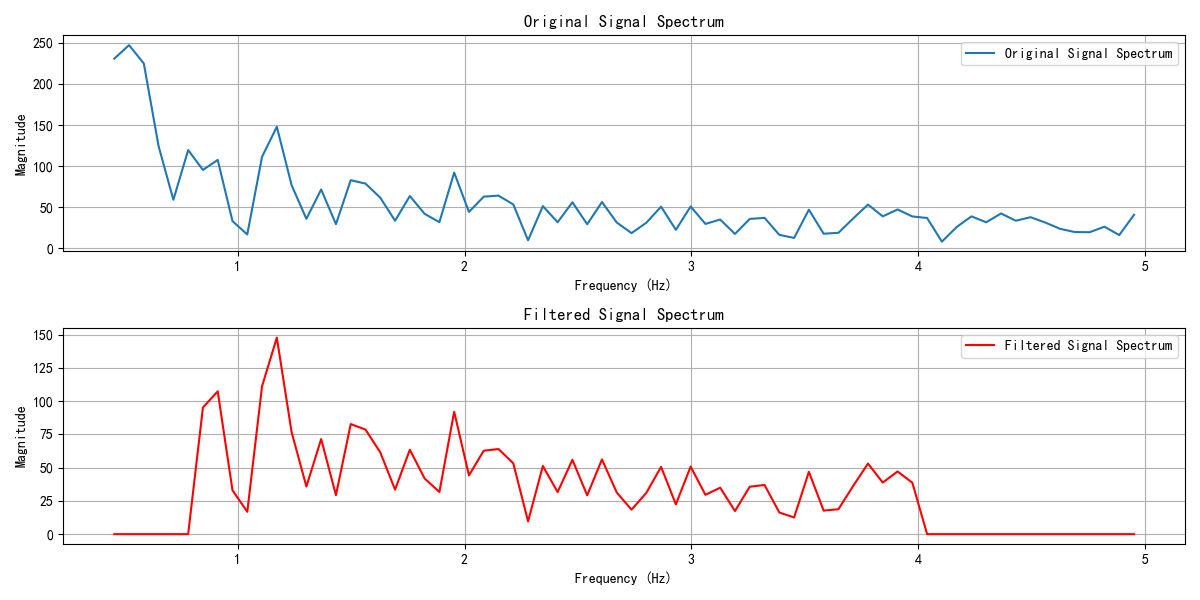 Original Signal Spectrum
250
200
150
100
50
0
Magnitude
Original Signal Spectrum
1 2 3 4 5
Frequency (Hz)
Filtered Signal Spectrum
150
125
100
75
50
25
0
Magnitude
Filtered Signal Spectrum
1 2 3 4 5
Frequency (Hz)